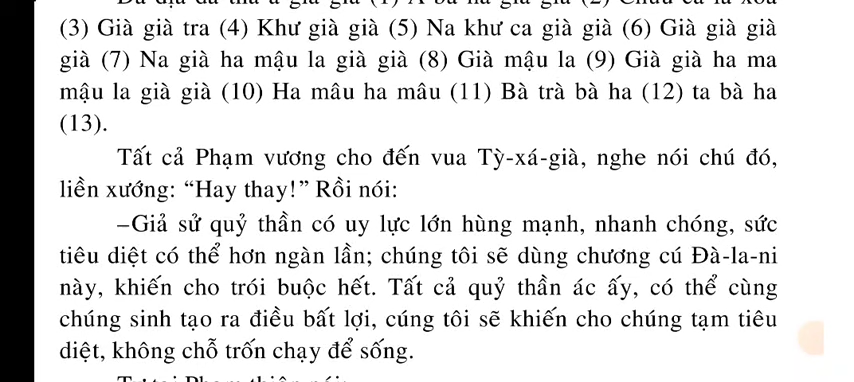 (3) Già già tra (4) Khư già già (5) Na khư ca già già (6) Già già già
già (7) Na già ha mậu la già già (8) Già mậu la (9) Già già ha ma
mậu la già già (10) Ha mâu ha mâu (11) Bà trà bà ha (12) ta bà ha
(13).
Tất cả Phạm vương cho đến vua Tỳ-xá-già, nghe nói chú đó,
liền xướng: “Hay thay!” Rồi nói:
–Giả sử quỷ thần có uy lực lớn hùng mạnh, nhanh chóng, sức
tiêu diệt có thể hơn ngàn lần; chúng tôi sẽ dùng chương cú Đà-la-ni
này, khiến cho trói buộc hết. Tất cả quỷ thần ác ấy, có thể cùng
chúng sinh tạo ra điều bất lợi, cúng tôi sẽ khiến cho chúng tạm tiêu
diệt, không chỗ trốn chạy để sống.